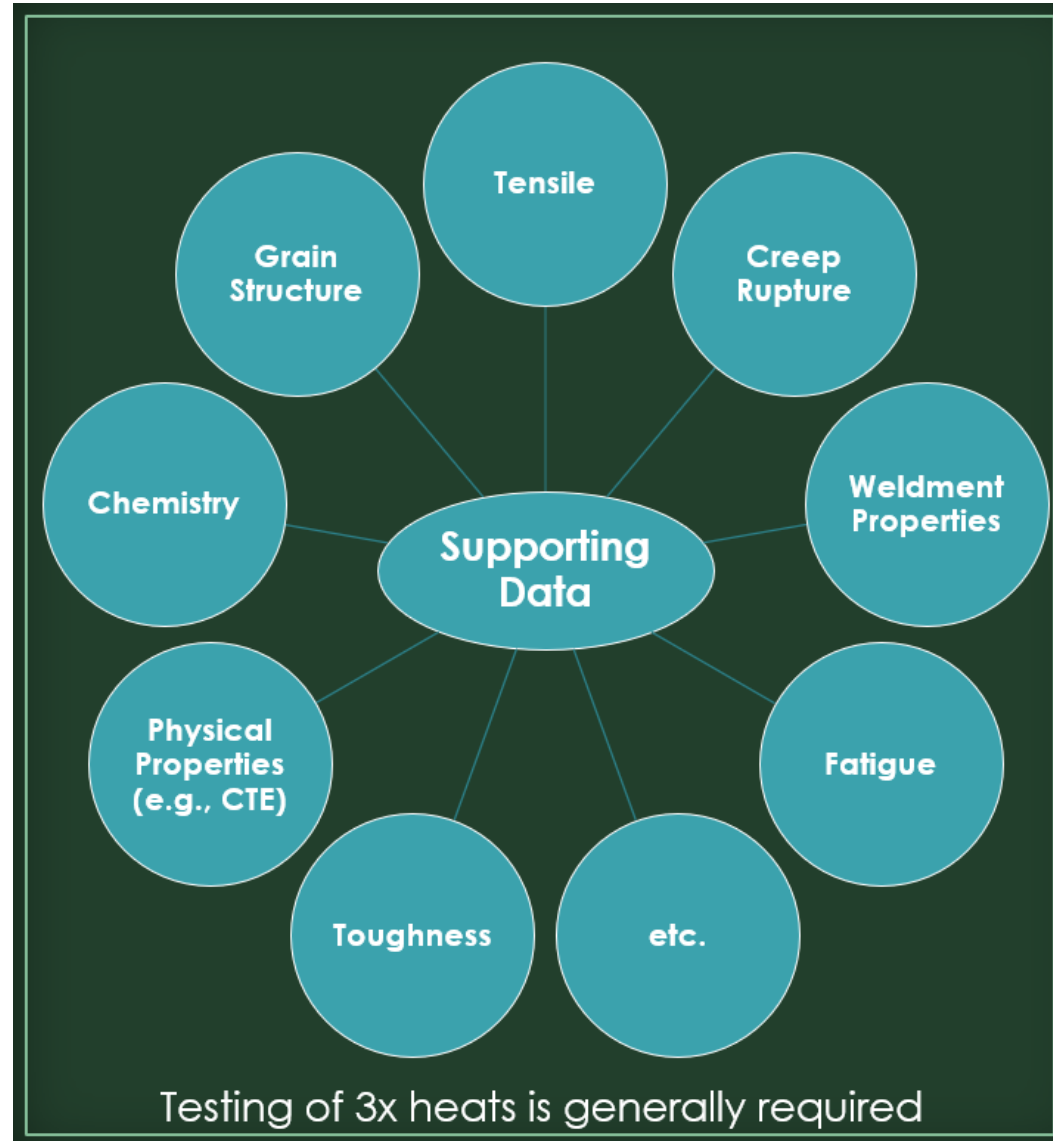 Tensile
Creep
Rupture
Weldment
Properties
Fatigue
etc.
Toughness
Physical
Properties
(e.g., CTE)
Chemistry
Grain
Structure
Supporting
Data
Testing of 3x heats is generally required